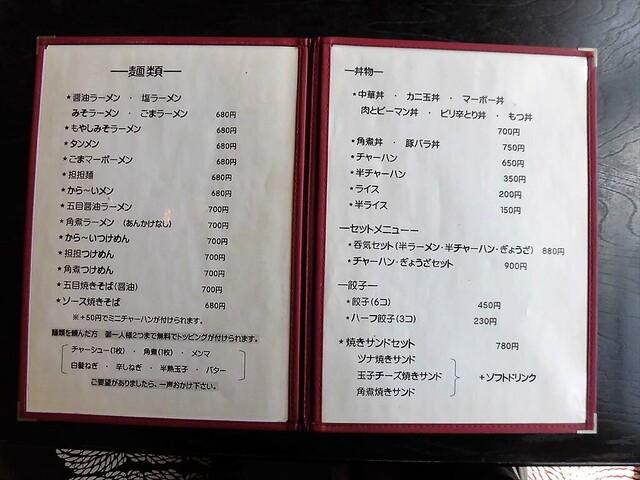 ―麺類―
★醤油ラーメン ・ 塩ラーメン
みそラーメン ・ ごまラーメン 680円
★もやしみそラーメン 680円
★タンメン 680円
★ごまマーボーメン 680円
★担担麺 680円
★から～いメン 680円
★五目醤油ラーメン 700円
★角煮ラーメン (あんかけなし) 700円
★から～いつけめん 700円
★担担つけめん 700円
★角煮つけめん 700円
★五目焼きそば(醤油) 700円
★ソース焼きそば 680円
※＋50円でミニチャーハンが付けられます。
麺類を頼んだ方 御一人様2つまで無料でトッピングが付けられます。
チャーシュー(1枚) ・ 角煮(1枚) ・ メンマ
白髪ねぎ ・ 辛しねぎ ・ 半熟玉子 ・ バター
ご要望がありましたら、一声おかけ下さい。
―丼物―
★中華丼 ・ カニ玉丼 ・ マーボー丼
肉とピーマン丼 ・ ピリ辛とり丼 ・ もつ丼
700円
★角煮丼 ・ 豚バラ丼 750円
★チャーハン 650円
★半チャーハン 350円
★ライス 200円
★半ライス 150円
―セットメニュー―
★呑気セット(半ラーメン・半チャーハン・ぎょうざ) 880円
★チャーハン・ぎょうざセット 900円
―餃子―
★餃子(6コ) 450円
★ハーフ餃子(3コ) 230円
★焼きサンドセット 780円
ツナ焼きサンド
玉子チーズ焼きサンド ＋ソフトドリンク
角煮焼きサンド